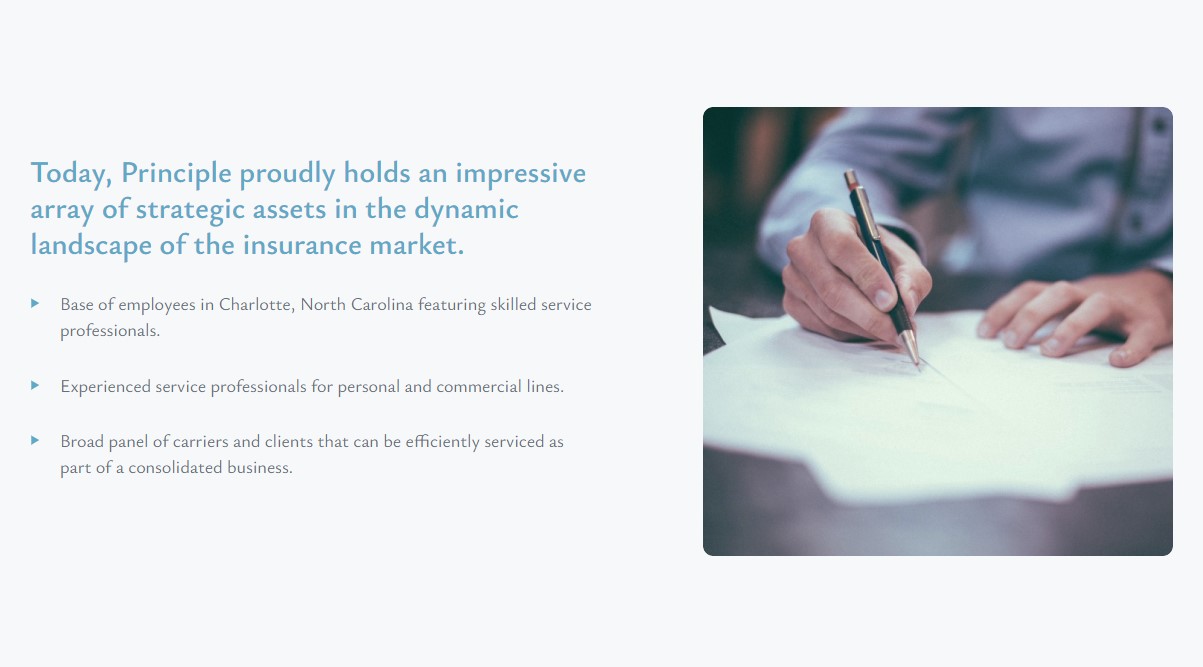 Today, Principle proudly holds an impressive
array of strategic assets in the dynamic
landscape of the insurance market.
Base of employees in Charlotte, North Carolina featuring skilled service
professionals.
Experienced service professionals for personal and commercial lines.
Broad panel of carriers and clients that can be efficiently serviced as
part of a consolidated business.